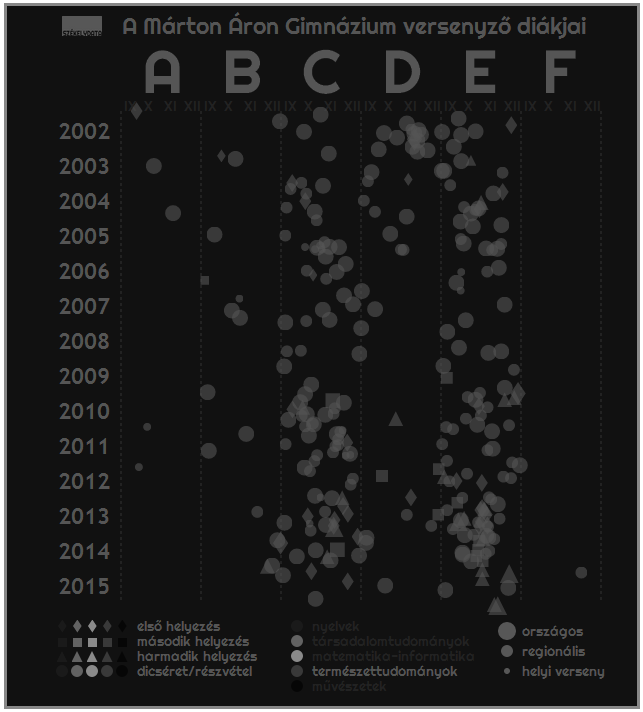 A Márton Áron Gimnázium versenyző diákjai
A B C D E F
IX X XI XII IX X XI XII IX X XI XII IX X XI XII IX X XI XII IX X XI XII
2002
2003
2004
2005
2006
2007
2008
2009
2010
2011
2012
2013
2014
2015
első helyezés
második helyezés
harmadik helyezés
dicséret/részvétel
nyelvek
társadalomtudományok
matematika-informatika
természettudományok
művészetek
országos
regionális
helyi verseny